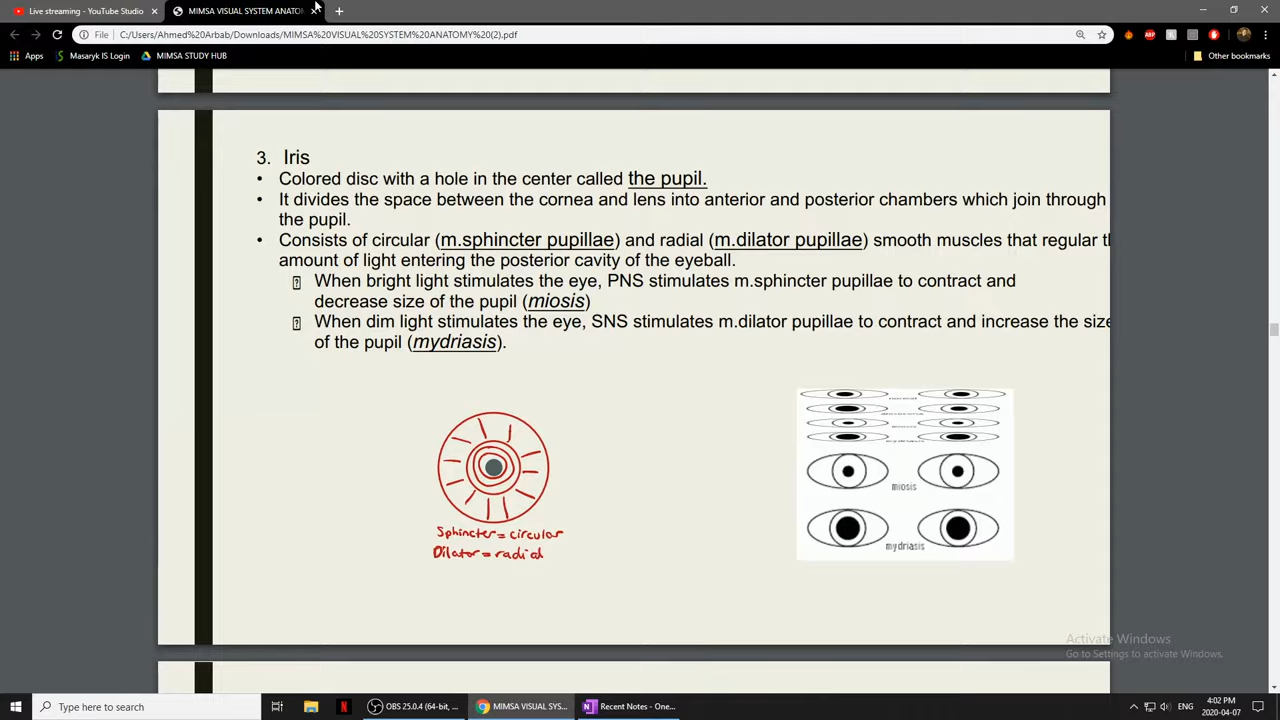 Live streaming - YouTube Studio
MIMSA VISUAL SYSTEM ANATOM
File
C:/Users/Ahmed%20Arbab/Downloads/MIMSA%20VISUAL%20SYSTEM%20ANATOMY%20(2).pdf
ABP
Apps
Masaryk IS Login
MIMSA STUDY HUB
Other bookmarks
3. Iris
• Colored disc with a hole in the center called the pupil.
• It divides the space between the cornea and lens into anterior and posterior chambers which join through
the pupil.
• Consists of circular (m.sphincter pupillae) and radial (m.dilator pupillae) smooth muscles that regular th
amount of light entering the posterior cavity of the eyeball.
When bright light stimulates the eye, PNS stimulates m.sphincter pupillae to contract and
decrease size of the pupil (miosis)
When dim light stimulates the eye, SNS stimulates m.dilator pupillae to contract and increase the size
of the pupil (mydriasis).
Sphincter = circular
Dilator = radial
miosis
mydriasis
Activate Windows
Go to Settings to activate Windows.
Type here to search
OBS 25.0.4 (64-bit, ...
MIMSA VISUAL SYS...
Recent Notes - One...
ENG
4:02 PM
2020-04-07